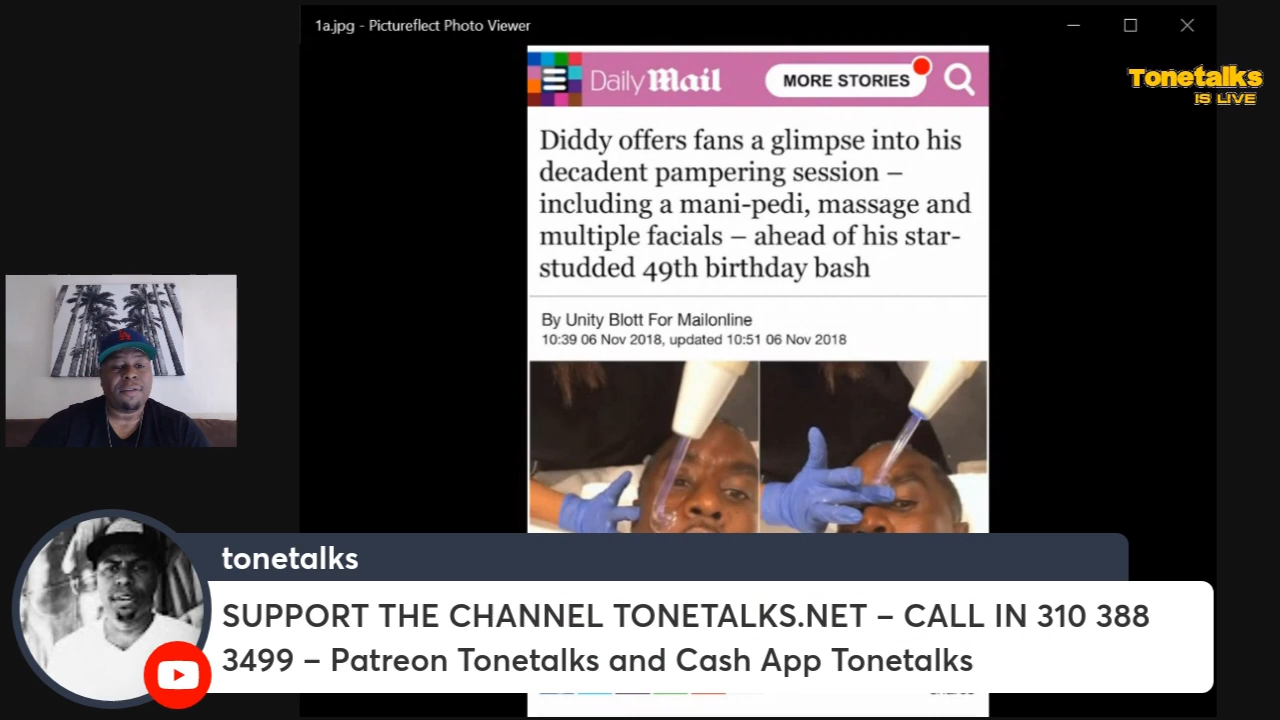 1a.jpg - Pictureflect Photo Viewer
Daily Mail
MORE STORIES
Tonetalks
IS LIVE
Diddy offers fans a glimpse into his
decadent pampering session –
including a mani-pedi, massage and
multiple facials – ahead of his star-
studded 49th birthday bash
By Unity Blott For Mailonline
10:39 06 Nov 2018, updated 10:51 06 Nov 2018
LA
tonetalks
SUPPORT THE CHANNEL TONETALKS.NET – CALL IN 310 388
3499 – Patreon Tonetalks and Cash App Tonetalks